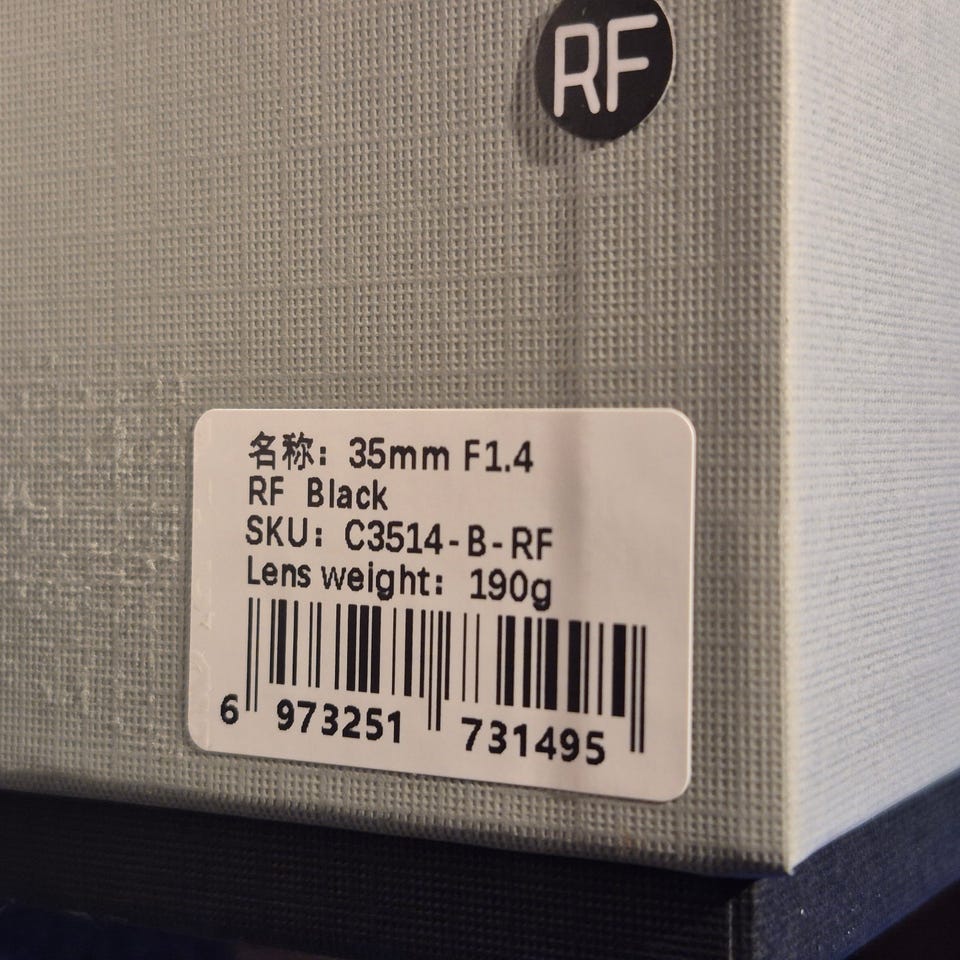 RF
名称：35mm F1.4
RF Black
SKU：C3514-B-RF
Lens weight：190g
6 973251 731495